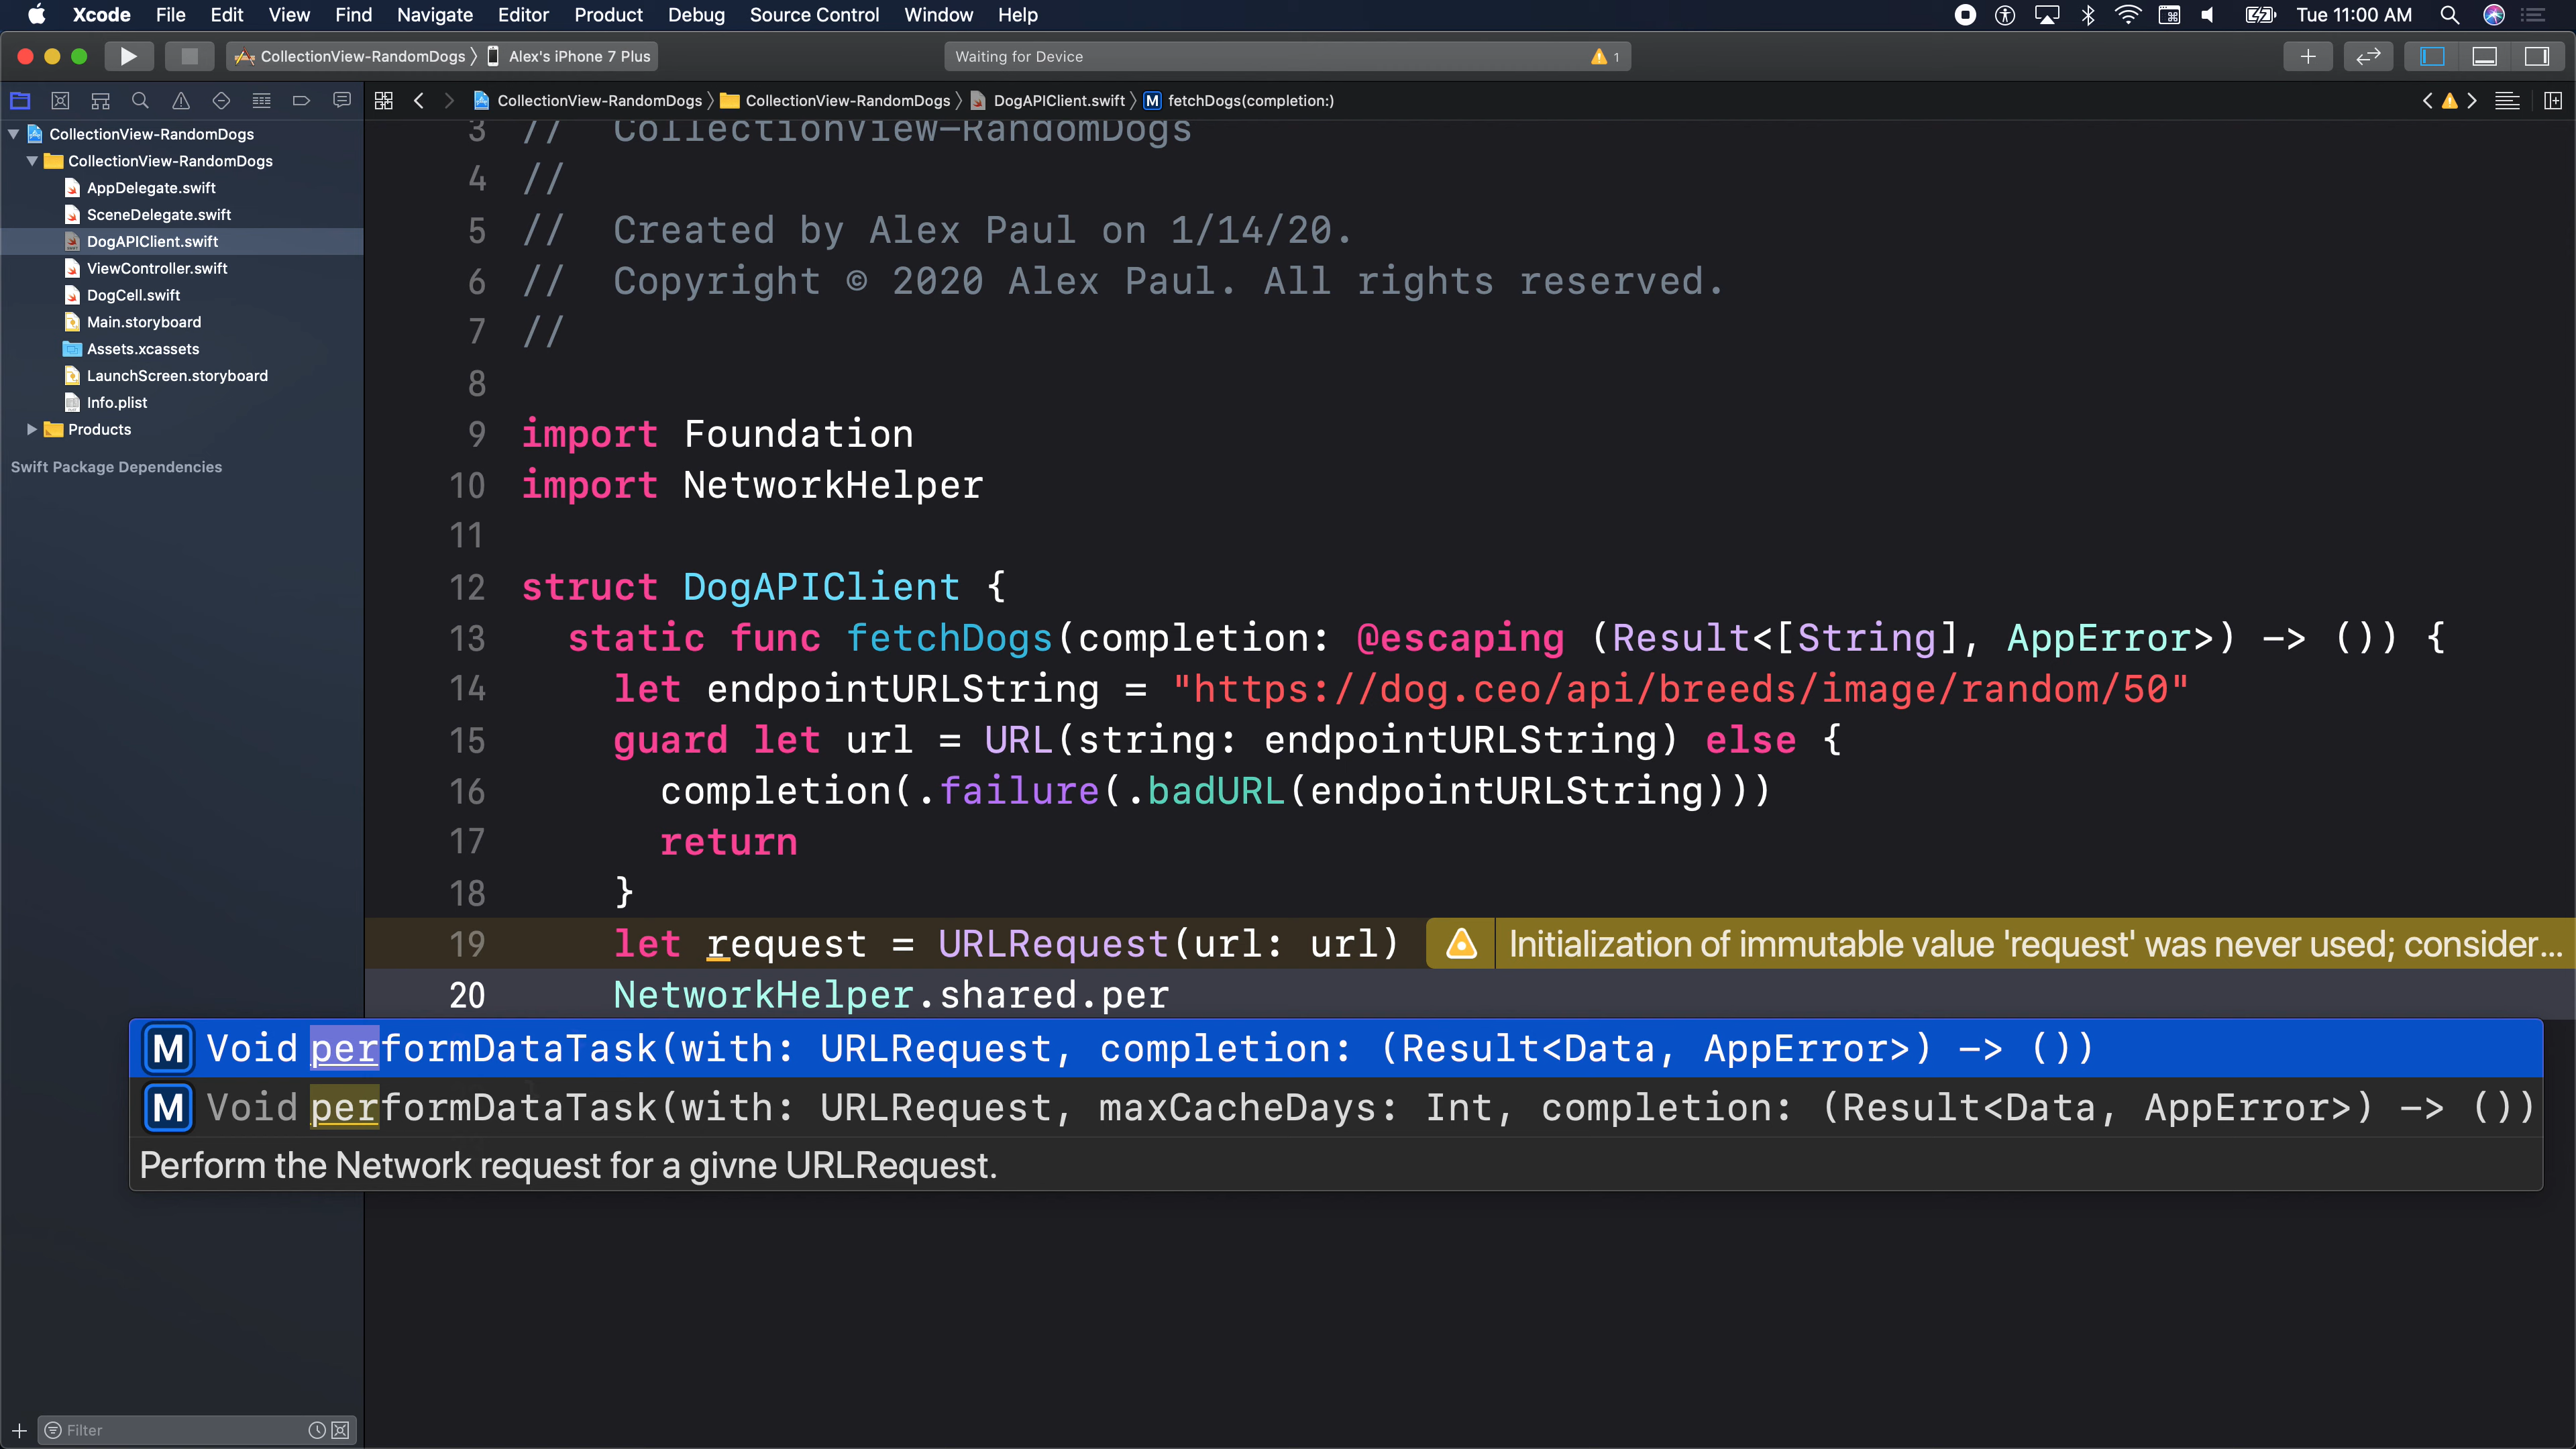 Xcode File Edit View Find Navigate Editor Product Debug Source Control Window Help Tue 11:00 AM
CollectionView-RandomDogs 〉 Alex's iPhone 7 Plus Waiting for Device 1
CollectionView-RandomDogs 〉 CollectionView-RandomDogs 〉 DogAPIClient.swift 〉 M fetchDogs(completion:)
CollectionView-RandomDogs
CollectionView-RandomDogs
AppDelegate.swift
SceneDelegate.swift
DogAPIClient.swift
ViewController.swift
DogCell.swift
Main.storyboard
Assets.xcassets
LaunchScreen.storyboard
Info.plist
Products
Swift Package Dependencies
Filter
3 // CollectionView-RandomDogs
4 //
5 // Created by Alex Paul on 1/14/20.
6 // Copyright © 2020 Alex Paul. All rights reserved.
7 //
8
9 import Foundation
10 import NetworkHelper
11
12 struct DogAPIClient {
13 static func fetchDogs(completion: @escaping (Result<[String], AppError>) -> ()) {
14 let endpointURLString = "https://dog.ceo/api/breeds/image/random/50"
15 guard let url = URL(string: endpointURLString) else {
16 completion(.failure(.badURL(endpointURLString)))
17 return
18 }
19 let request = URLRequest(url: url) Initialization of immutable value 'request' was never used; consider...
20 NetworkHelper.shared.per
M Void performDataTask(with: URLRequest, completion: (Result<Data, AppError>) -> ())
M Void performDataTask(with: URLRequest, maxCacheDays: Int, completion: (Result<Data, AppError>) -> ())
Perform the Network request for a givne URLRequest.